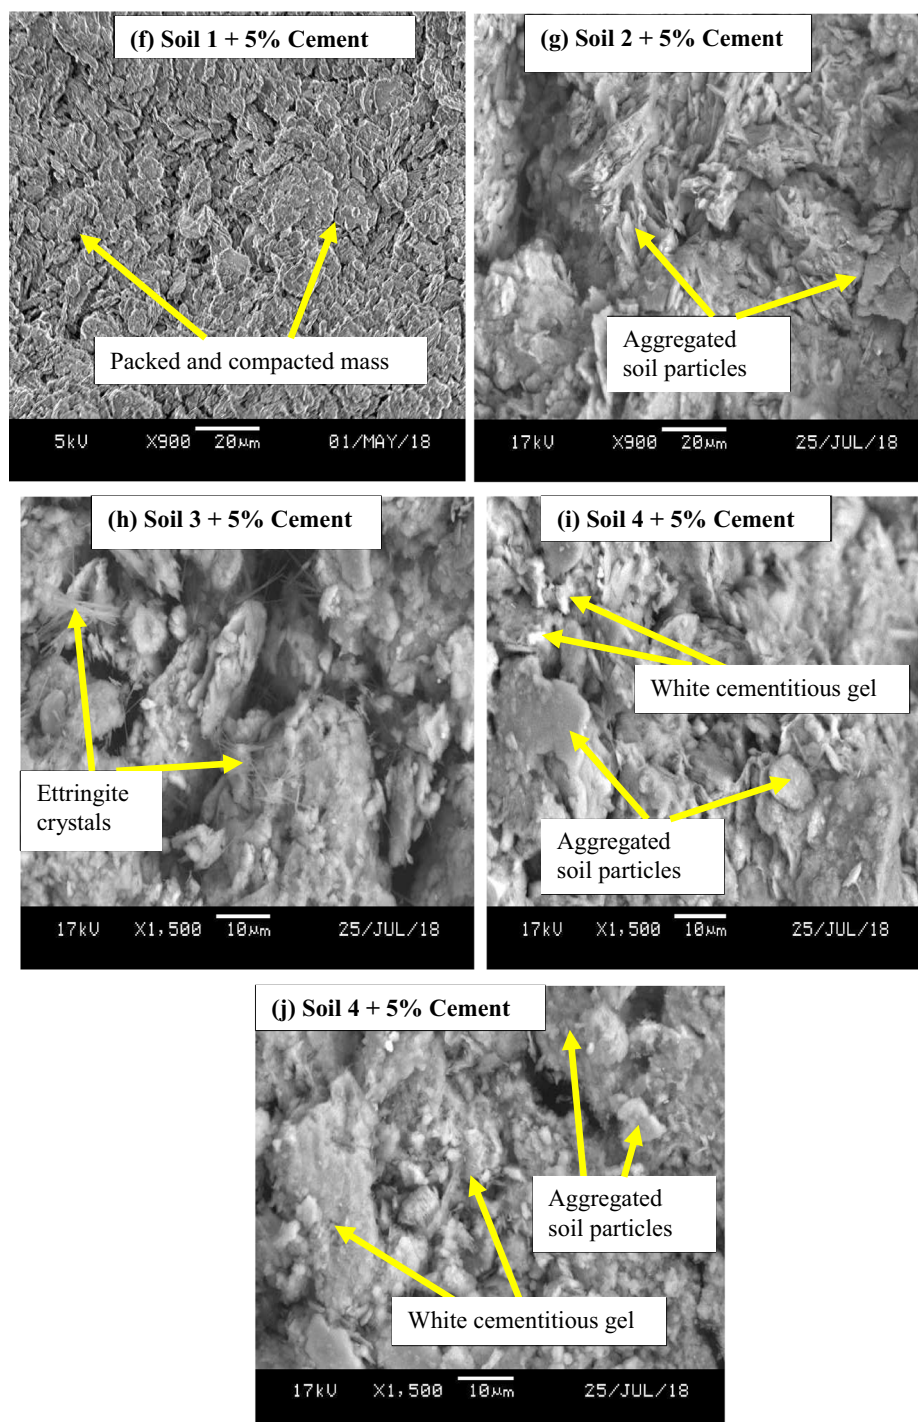 (f) Soil 1 + 5% Cement
Packed and compacted mass
5kV X900 20µm 01/MAY/18
(g) Soil 2 + 5% Cement
Aggregated
soil particles
17kV X900 20µm 25/JUL/18
(h) Soil 3 + 5% Cement
Ettringite
crystals
17kV X1,500 10µm 25/JUL/18
(i) Soil 4 + 5% Cement
White cementitious gel
Aggregated
soil particles
17kV X1,500 10µm 25/JUL/18
(j) Soil 4 + 5% Cement
Aggregated
soil particles
White cementitious gel
17kV X1,500 10µm 25/JUL/18